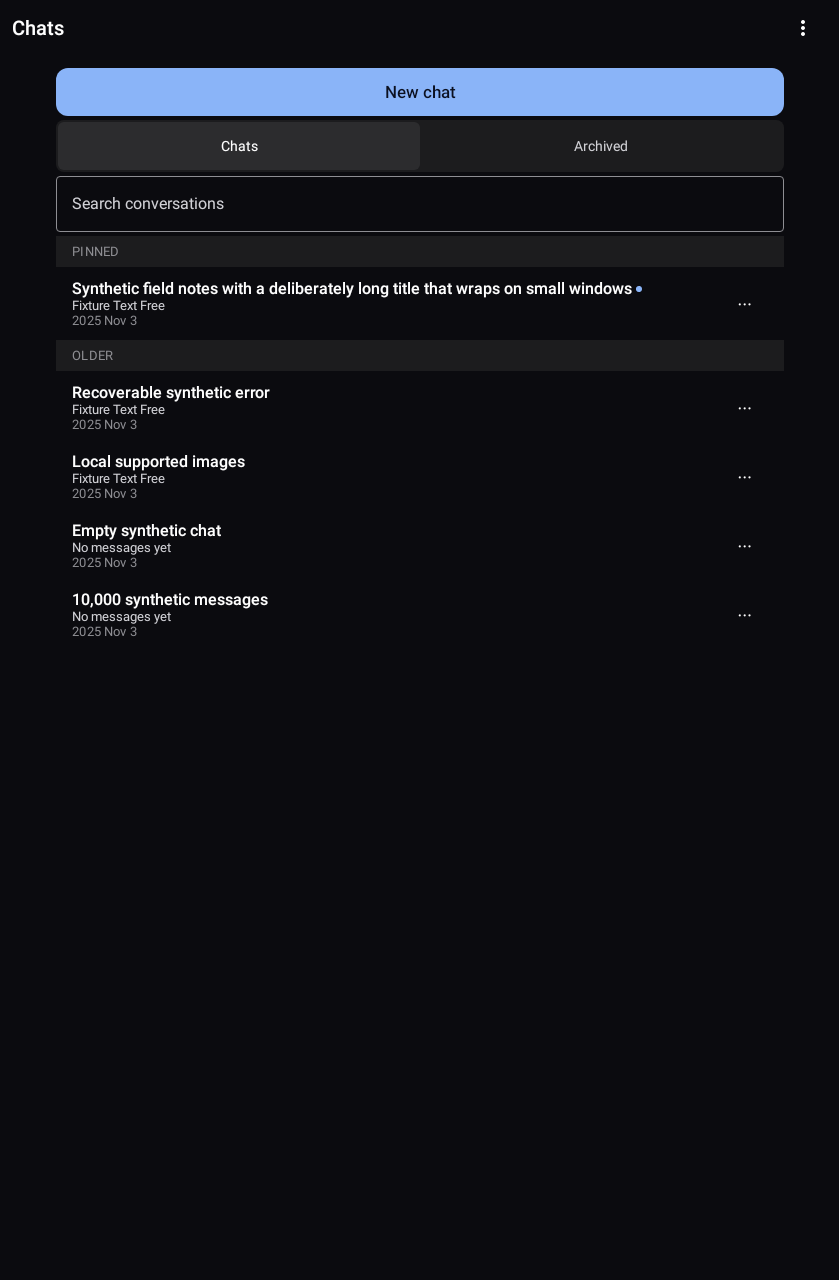 Chats
New chat
Chats
Archived
Search conversations
PINNED
Synthetic field notes with a deliberately long title that wraps on small windows
Fixture Text Free
2025 Nov 3
OLDER
Recoverable synthetic error
Fixture Text Free
2025 Nov 3
Local supported images
Fixture Text Free
2025 Nov 3
Empty synthetic chat
No messages yet
2025 Nov 3
10,000 synthetic messages
No messages yet
2025 Nov 3